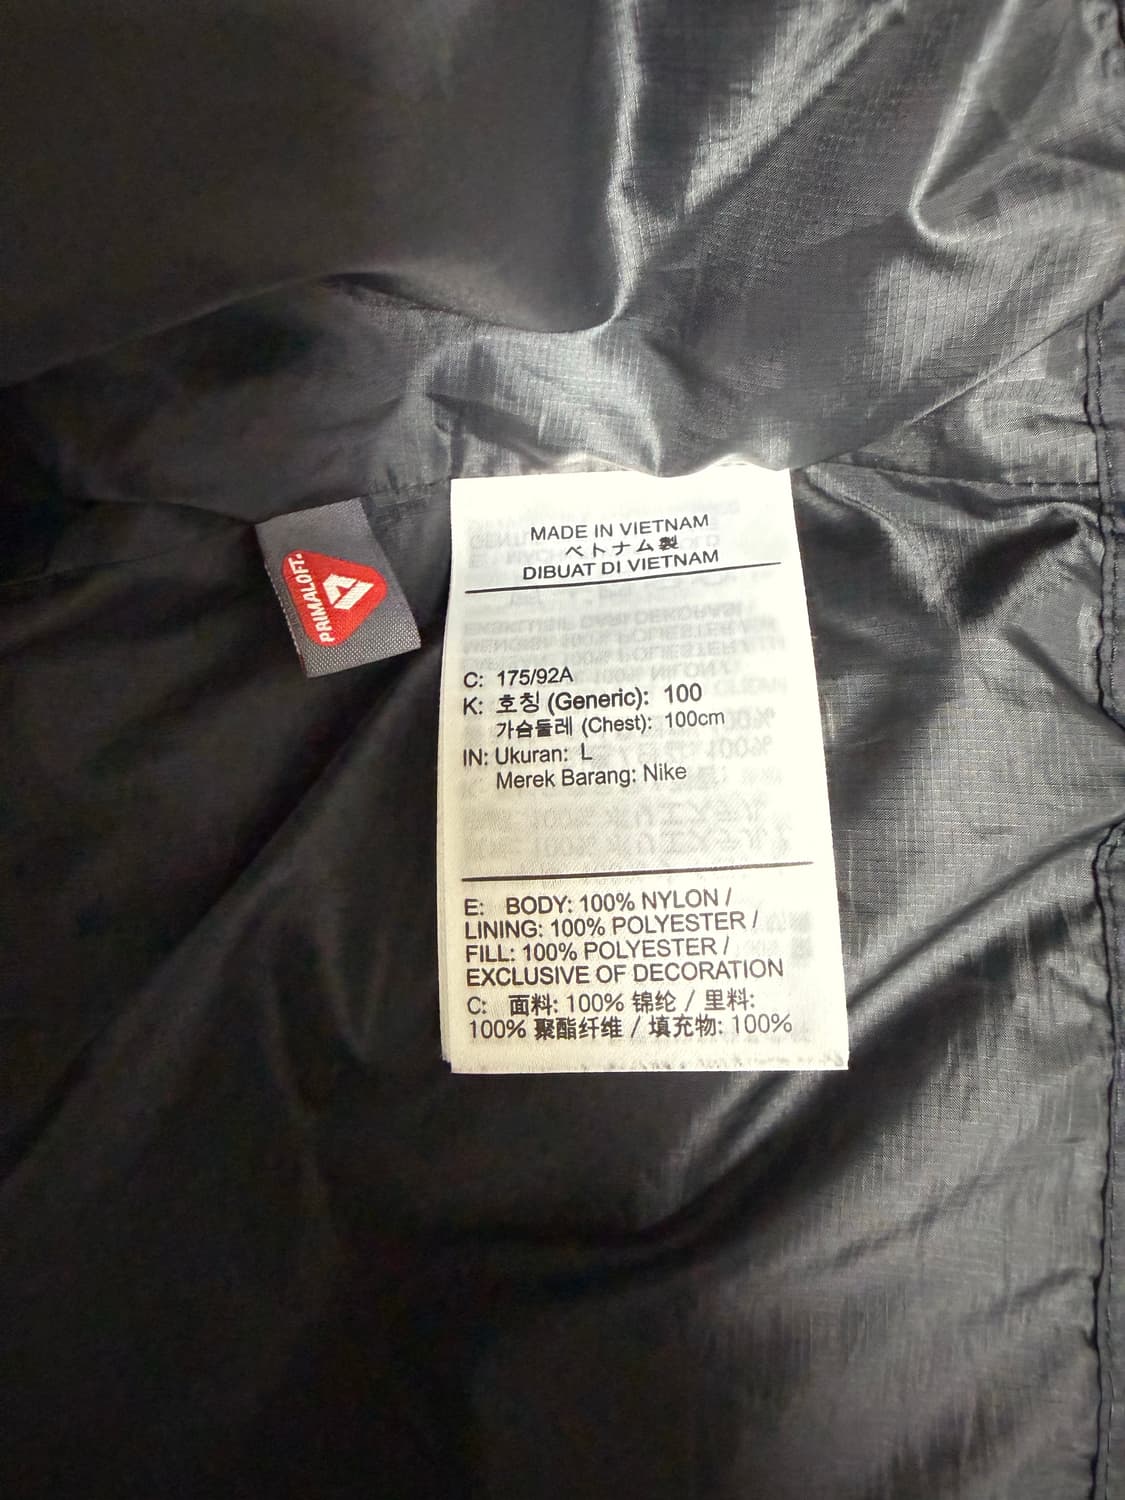 PRIMALOFT.
MADE IN VIETNAM
ベトナム製
DIBUAT DI VIETNAM
C: 175/92A
K: 호칭 (Generic): 100
가슴둘레 (Chest): 100cm
IN: Ukuran: L
Merek Barang: Nike
E: BODY: 100% NYLON /
LINING: 100% POLYESTER /
FILL: 100% POLYESTER /
EXCLUSIVE OF DECORATION
C: 面料: 100% 锦纶 / 里料:
100% 聚酯纤维 / 填充物: 100%